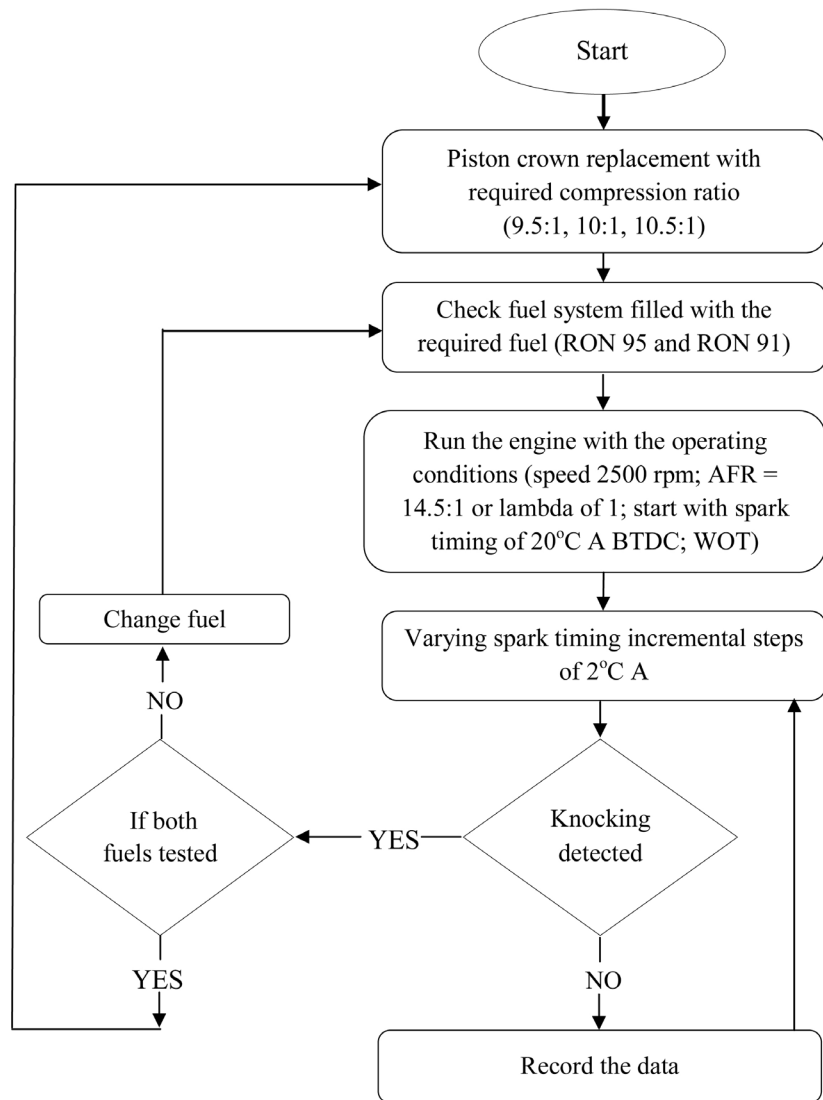 Start
Piston crown replacement with
required compression ratio
(9.5:1, 10:1, 10.5:1)
Check fuel system filled with the
required fuel (RON 95 and RON 91)
Run the engine with the operating
conditions (speed 2500 rpm; AFR =
14.5:1 or lambda of 1; start with spark
timing of 20°C A BTDC; WOT)
Change fuel
Varying spark timing incremental steps
of 2°C A
NO
If both
fuels tested
YES
Knocking
detected
YES
NO
Record the data